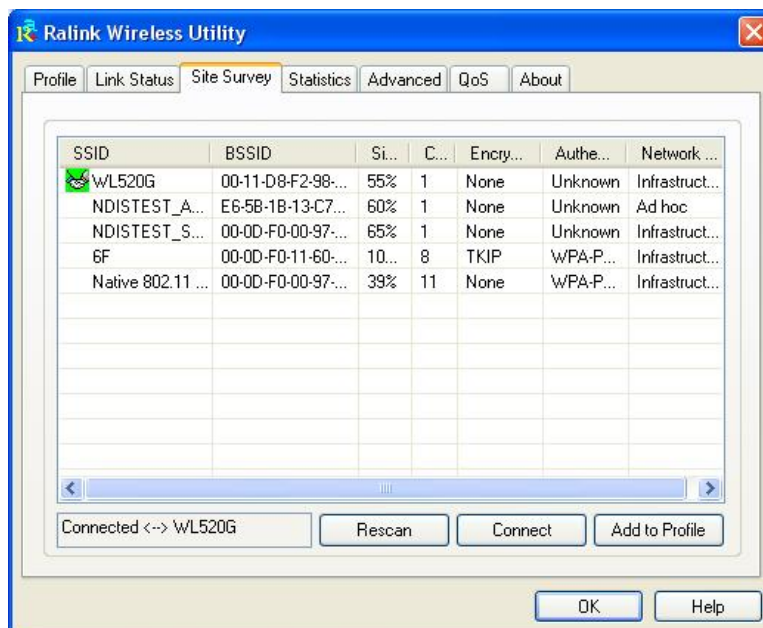 Ralink Wireless Utility
Profile Link Status Site Survey Statistics Advanced QoS About
SSID BSSID Si... C... Encry... Authe... Network ...
WL520G 00-11-D8-F2-98-... 55% 1 None Unknown Infrastruct...
NDISTEST_A... E6-5B-1B-13-C7... 60% 1 None Unknown Ad hoc
NDISTEST_S... 00-0D-F0-00-97-... 65% 1 None Unknown Infrastruct...
6F 00-0D-F0-11-60-... 10... 8 TKIP WPA-P... Infrastruct...
Native 802.11 ... 00-0D-F0-00-97-... 39% 11 None WPA-P... Infrastruct...
Connected <--> WL520G Rescan Connect Add to Profile
OK Help